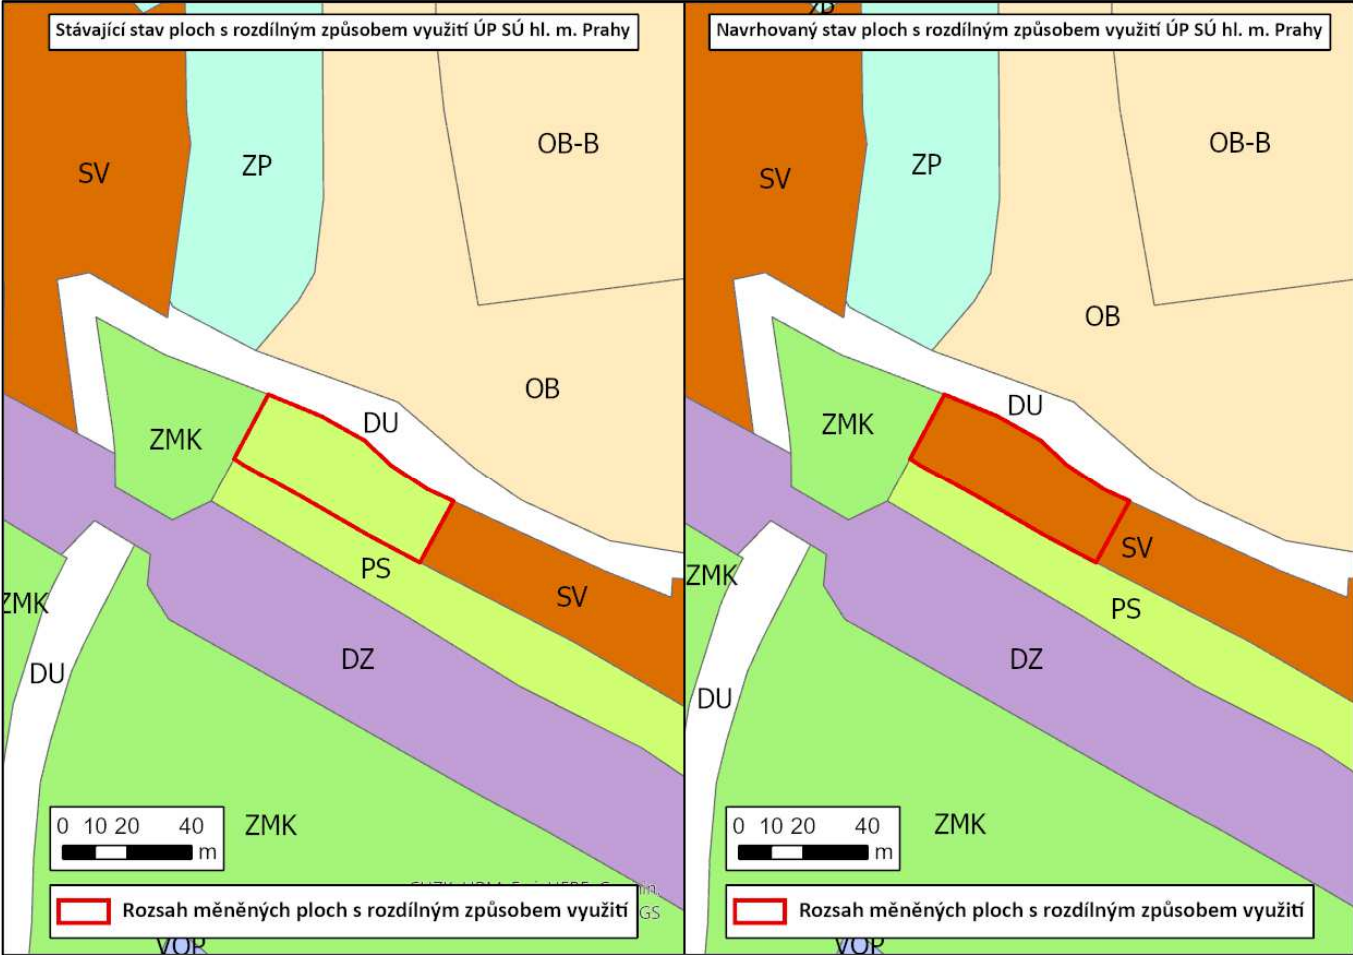 Stávající stav ploch s rozdílným způsobem využití ÚP SÚ hl. m. Prahy
SV
ZP
OB-B
OB
DU
ZMK
PS
SV
ZMK
DZ
DU
ZMK
0 10 20 40
m
GS
Rozsah měněných ploch s rozdílným způsobem využití
VOP
Navrhovaný stav ploch s rozdílným způsobem využití ÚP SÚ hl. m. Prahy
SV
ZP
OB-B
OB
DU
ZMK
SV
ZMK
PS
DZ
DU
ZMK
0 10 20 40
m
Rozsah měněných ploch s rozdílným způsobem využití
VOP